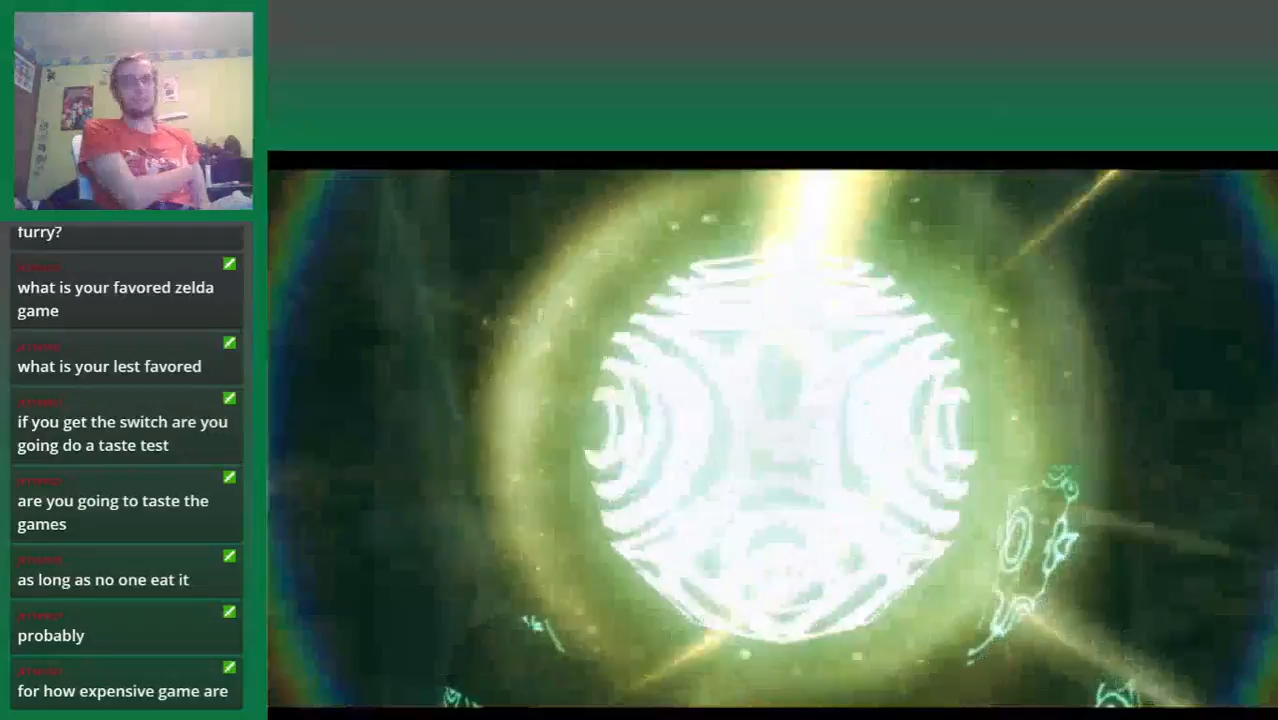 furry?
what is your favored zelda
game
what is your lest favored
if you get the switch are you
going do a taste test
are you going to taste the
games
as long as no one eat it
probably
for how expensive game are